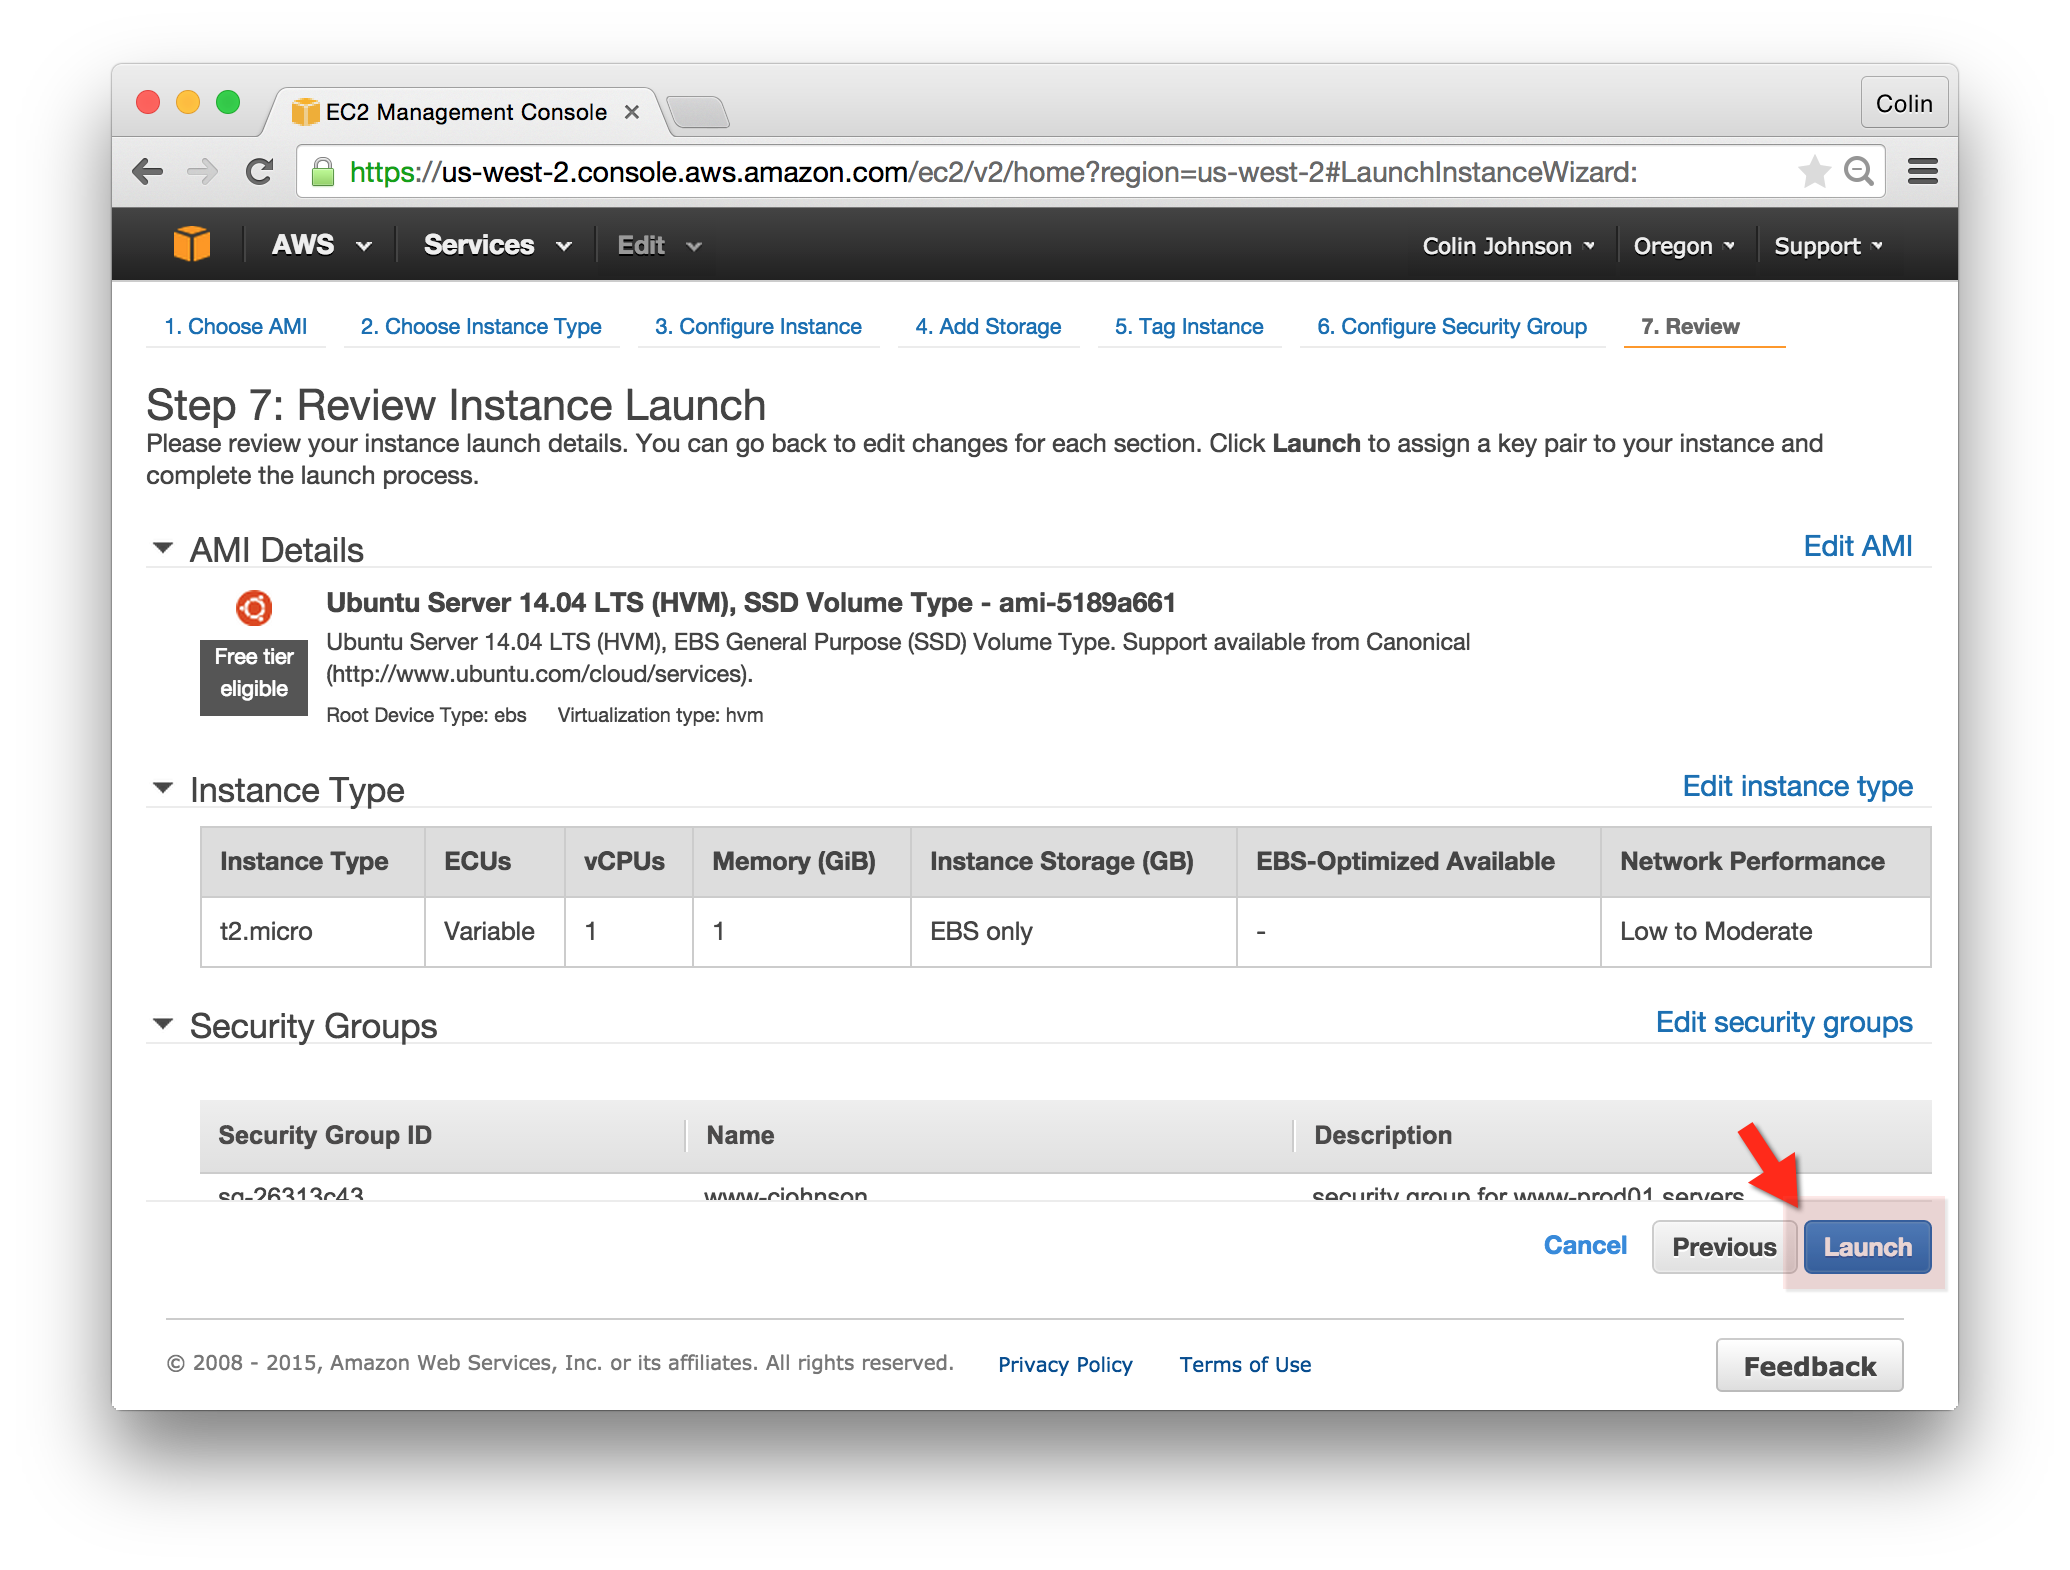 EC2 Management Console
Colin
https://us-west-2.console.aws.amazon.com/ec2/v2/home?region=us-west-2#LaunchInstanceWizard:
AWS Services Edit Colin Johnson Oregon Support
1. Choose AMI 2. Choose Instance Type 3. Configure Instance 4. Add Storage 5. Tag Instance 6. Configure Security Group 7. Review
Step 7: Review Instance Launch
Please review your instance launch details. You can go back to edit changes for each section. Click Launch to assign a key pair to your instance and
complete the launch process.
AMI Details Edit AMI
Ubuntu Server 14.04 LTS (HVM), SSD Volume Type - ami-5189a661
Free tier
eligible
Ubuntu Server 14.04 LTS (HVM), EBS General Purpose (SSD) Volume Type. Support available from Canonical
(http://www.ubuntu.com/cloud/services).
Root Device Type: ebs Virtualization type: hvm
Instance Type Edit instance type
Instance Type ECUs vCPUs Memory (GiB) Instance Storage (GB) EBS-Optimized Available Network Performance
t2.micro Variable 1 1 EBS only - Low to Moderate
Security Groups Edit security groups
Security Group ID Name Description
sg-26313c43 www-cjohnson security group for www-prod01 servers
Cancel Previous Launch
© 2008 - 2015, Amazon Web Services, Inc. or its affiliates. All rights reserved. Privacy Policy Terms of Use Feedback